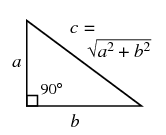 c =
√a² + b²
a
90°
b